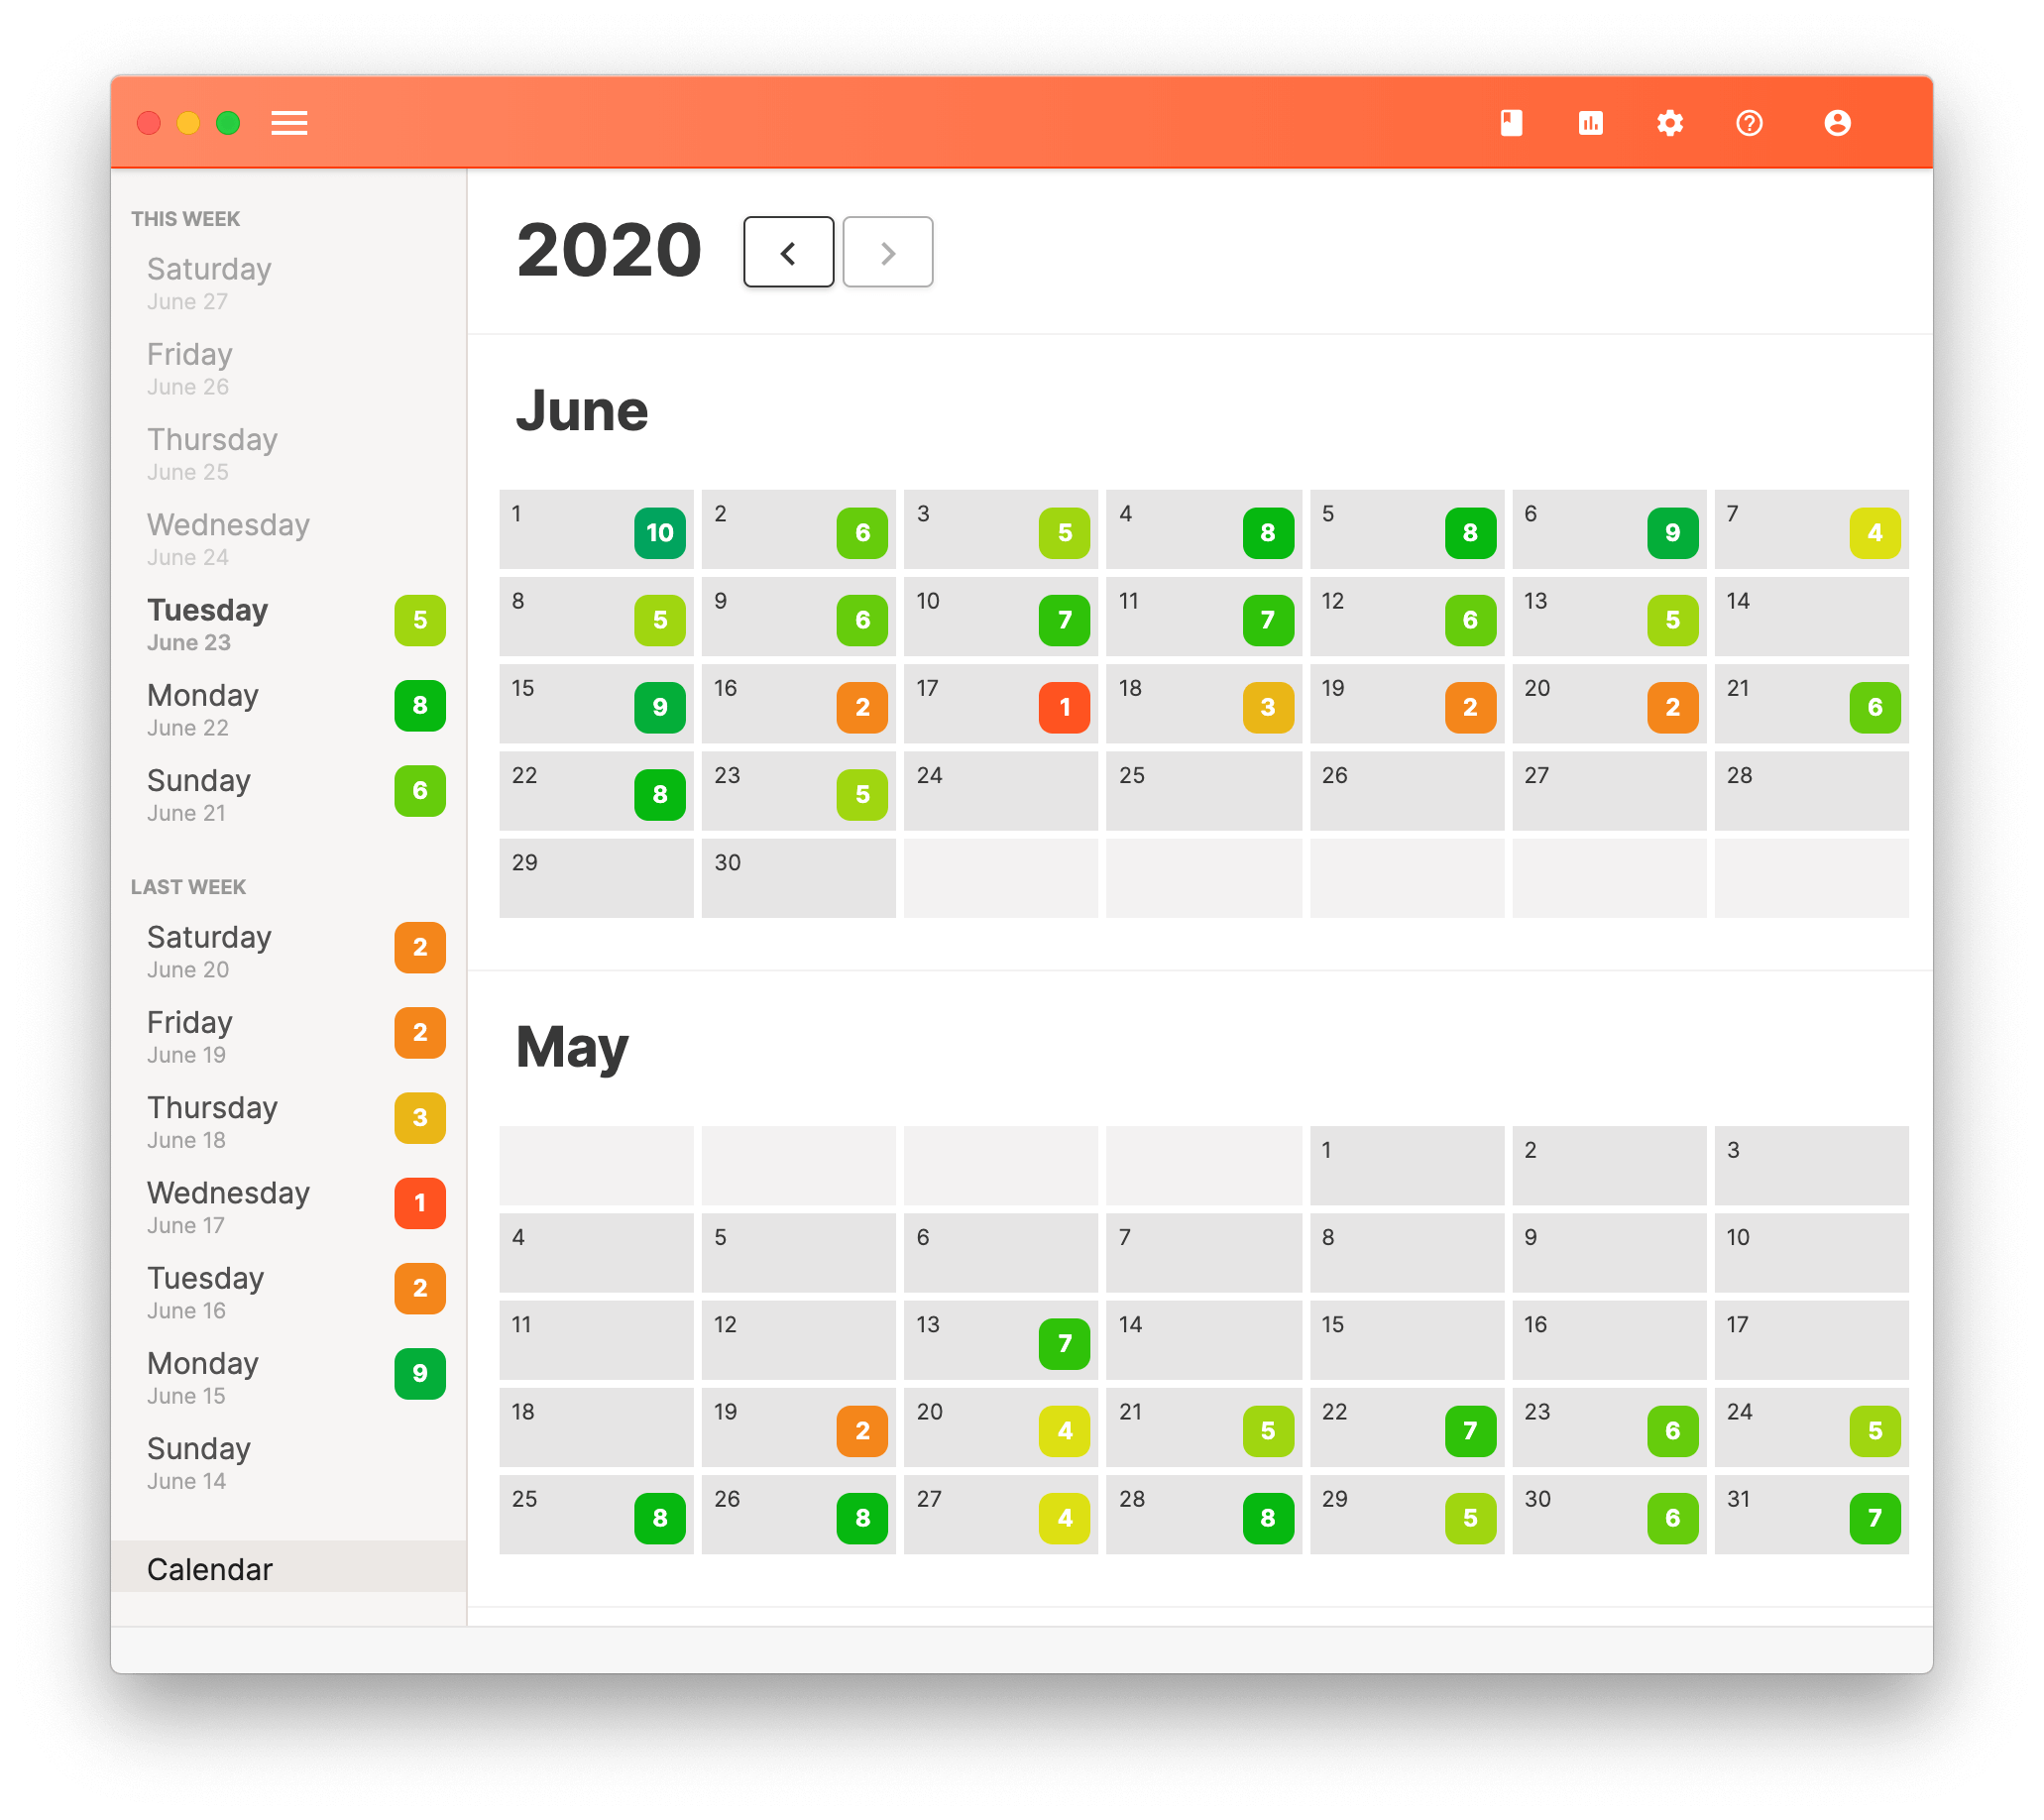 THIS WEEK
Saturday
June 27
Friday
June 26
Thursday
June 25
Wednesday
June 24
Tuesday
June 23
5
Monday
June 22
8
Sunday
June 21
6
LAST WEEK
Saturday
June 20
2
Friday
June 19
2
Thursday
June 18
3
Wednesday
June 17
1
Tuesday
June 16
2
Monday
June 15
9
Sunday
June 14
Calendar
2020
June
1 10 2 6 3 5 4 8 5 8 6 9 7 4
8 5 9 6 10 7 11 7 12 6 13 5 14
15 9 16 2 17 1 18 3 19 2 20 2 21 6
22 8 23 5 24 25 26 27 28
29 30
May
1 2 3
4 5 6 7 8 9 10
11 12 13 7 14 15 16 17
18 19 2 20 4 21 5 22 7 23 6 24 5
25 8 26 8 27 4 28 8 29 5 30 6 31 7